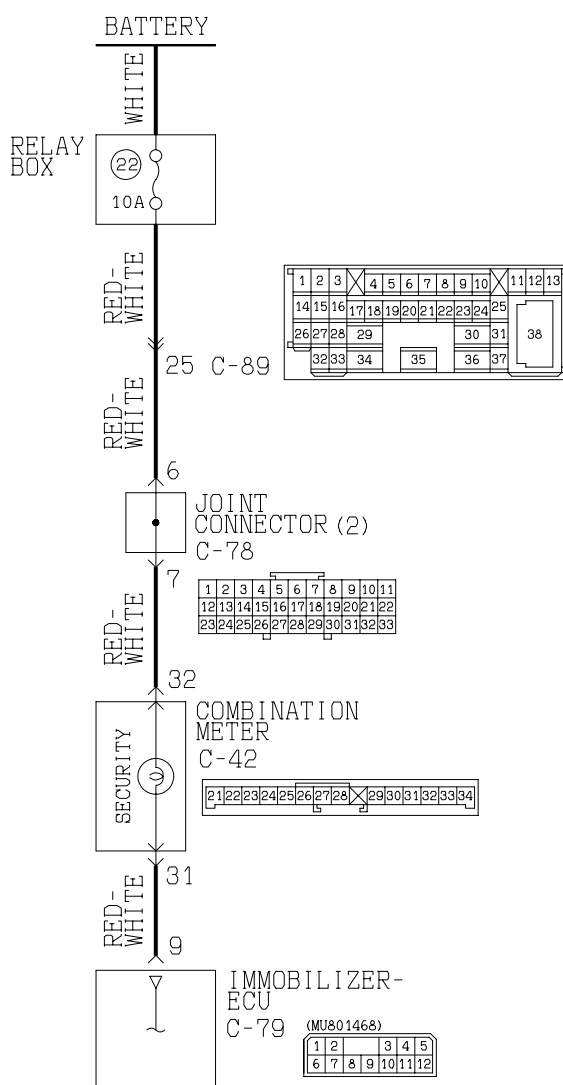 BATTERY
WHITE
RELAY
BOX
22
10A
RED-
WHITE
25 C-89
1 2 3 4 5 6 7 8 9 10 11 12 13
14 15 16 17 18 19 20 21 22 23 24 25
26 27 28 29 30 31 38
32 33 34 35 36 37
RED-
WHITE
6
JOINT
CONNECTOR (2)
C-78
7
1 2 3 4 5 6 7 8 9 10 11
12 13 14 15 16 17 18 19 20 21 22
23 24 25 26 27 28 29 30 31 32 33
RED-
WHITE
32
COMBINATION
METER
C-42
SECURITY
21 22 23 24 25 26 27 28 29 30 31 32 33 34
31
RED-
WHITE
9
IMMOBILIZER-
ECU
C-79 (MU801468)
1 2 3 4 5
6 7 8 9 10 11 12